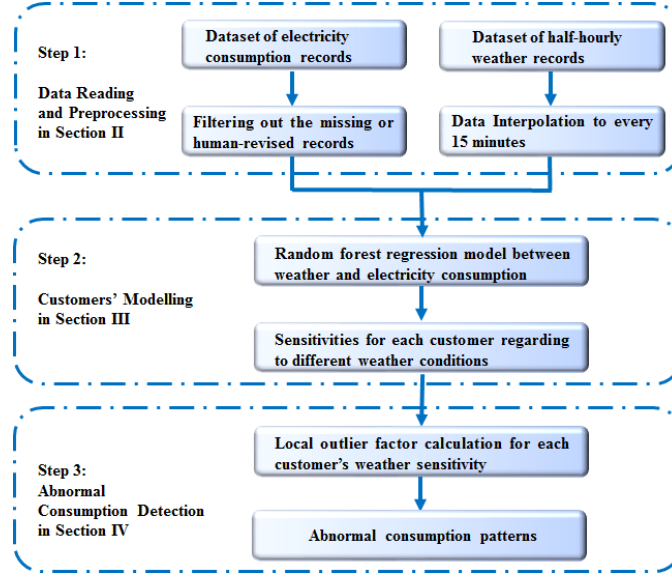 Step 1:
Data Reading
and Preprocessing
in Section II
Dataset of electricity
consumption records
Dataset of half-hourly
weather records
Filtering out the missing or
human-revised records
Data Interpolation to every
15 minutes
Step 2:
Customers' Modelling
in Section III
Random forest regression model between
weather and electricity consumption
Sensitivities for each customer regarding
to different weather conditions
Step 3:
Abnormal
Consumption Detection
in Section IV
Local outlier factor calculation for each
customer's weather sensitivity
Abnormal consumption patterns